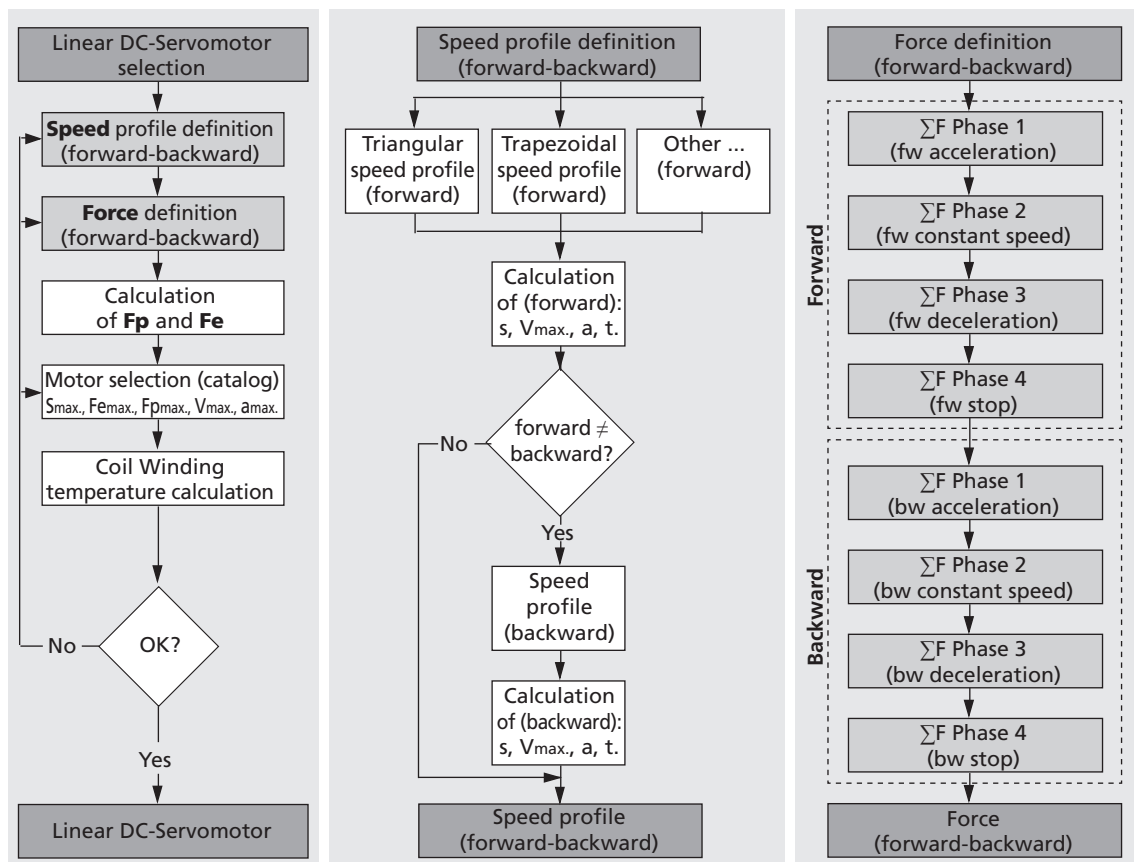 Linear DC-Servomotor
selection
Speed profile definition
(forward-backward)
Force definition
(forward-backward)
Calculation
of Fp and Fe
Motor selection (catalog)
Smax., Femax., Fpmax., Vmax., amax.
Coil Winding
temperature calculation
No
OK?
Yes
Linear DC-Servomotor
Speed profile definition
(forward-backward)
Triangular
speed profile
(forward)
Trapezoidal
speed profile
(forward)
Other ...
(forward)
Calculation
of (forward):
s, Vmax., a, t.
No
forward ≠
backward?
Yes
Speed
profile
(backward)
Calculation
of (backward):
s, Vmax., a, t.
Speed profile
(forward-backward)
Force definition
(forward-backward)
Forward
∑F Phase 1
(fw acceleration)
∑F Phase 2
(fw constant speed)
∑F Phase 3
(fw deceleration)
∑F Phase 4
(fw stop)
Backward
∑F Phase 1
(bw acceleration)
∑F Phase 2
(bw constant speed)
∑F Phase 3
(bw deceleration)
∑F Phase 4
(bw stop)
Force
(forward-backward)